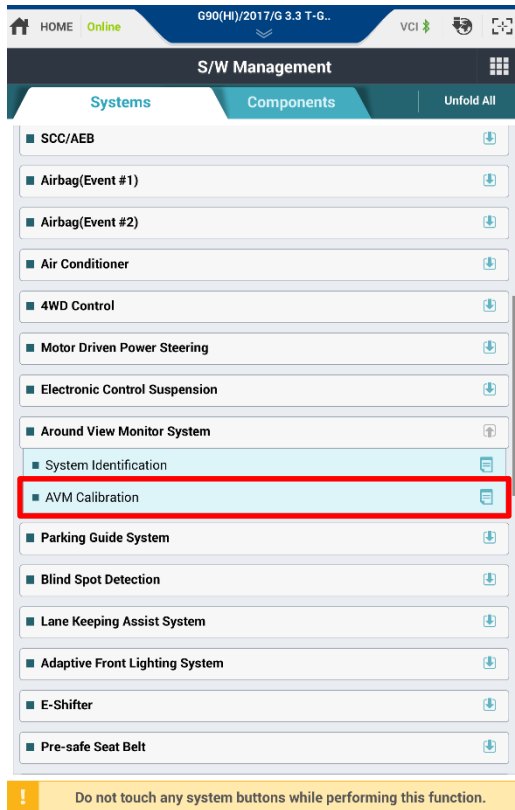 HOME Online
G90(HI)/2017/G 3.3 T-G..
VCI
S/W Management
Systems
Components
Unfold All
SCC/AEB
Airbag(Event #1)
Airbag(Event #2)
Air Conditioner
4WD Control
Motor Driven Power Steering
Electronic Control Suspension
Around View Monitor System
System Identification
AVM Calibration
Parking Guide System
Blind Spot Detection
Lane Keeping Assist System
Adaptive Front Lighting System
E-Shifter
Pre-safe Seat Belt
! Do not touch any system buttons while performing this function.